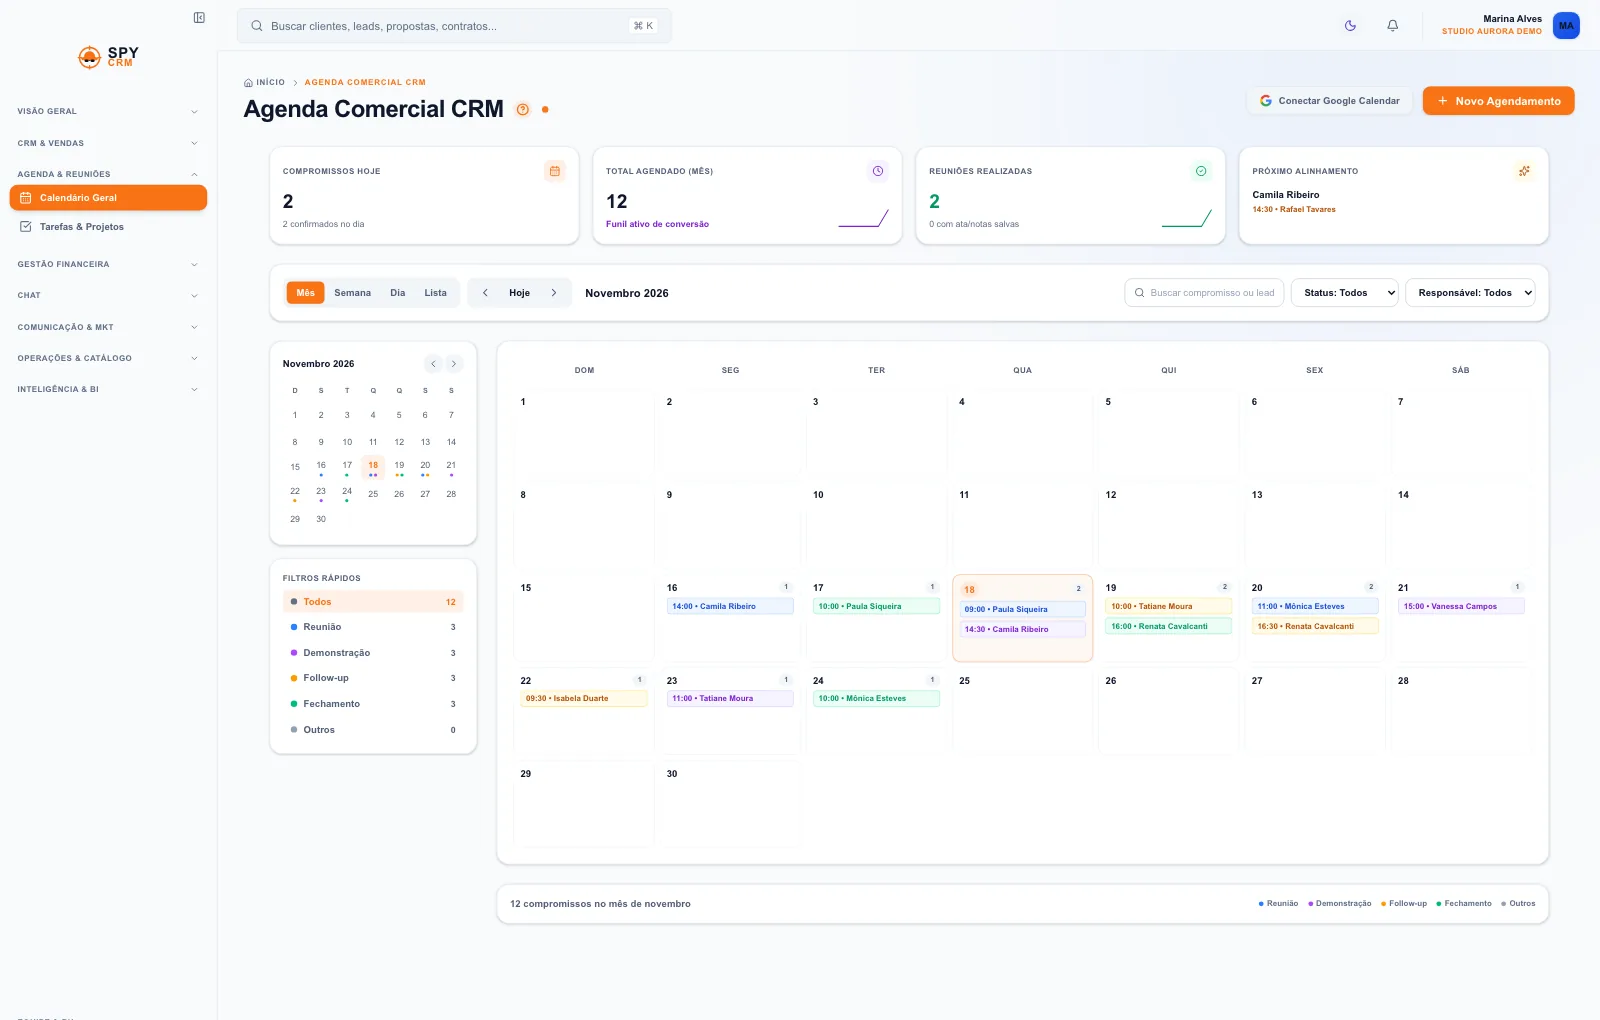 Buscar clientes, leads, propostas, contratos...
⌘ K
Marina Alves
STUDIO AURORA DEMO
MA
SPY
CRM
VISÃO GERAL
CRM & VENDAS
AGENDA & REUNIÕES
Calendário Geral
Tarefas & Projetos
GESTÃO FINANCEIRA
CHAT
COMUNICAÇÃO & MKT
OPERAÇÕES & CATÁLOGO
INTELIGÊNCIA & BI
INÍCIO > AGENDA COMERCIAL CRM
Agenda Comercial CRM
Conectar Google Calendar
+ Novo Agendamento
COMPROMISSOS HOJE
2
2 confirmados no dia
TOTAL AGENDADO (MÊS)
12
Funil ativo de conversão
REUNIÕES REALIZADAS
2
0 com ata/notas salvas
PRÓXIMO ALINHAMENTO
Camila Ribeiro
14:30 • Rafael Tavares
Mês Semana Dia Lista
Hoje
Novembro 2026
Buscar compromisso ou lead
Status: Todos
Responsável: Todos
Novembro 2026
D S T Q Q S S
1 2 3 4 5 6 7
8 9 10 11 12 13 14
15 16 17 18 19 20 21
22 23 24 25 26 27 28
29 30
FILTROS RÁPIDOS
Todos 12
Reunião 3
Demonstração 3
Follow-up 3
Fechamento 3
Outros 0
DOM SEG TER QUA QUI SEX SÁB
1 2 3 4 5 6 7
8 9 10 11 12 13 14
15
16 1
14:00 • Camila Ribeiro
17 1
10:00 • Paula Siqueira
18 2
09:00 • Paula Siqueira
14:30 • Camila Ribeiro
19 2
10:00 • Tatiane Moura
16:00 • Renata Cavalcanti
20 2
11:00 • Mônica Esteves
16:30 • Renata Cavalcanti
21 1
15:00 • Vanessa Campos
22 1
09:30 • Isabela Duarte
23 1
11:00 • Tatiane Moura
24 1
10:00 • Mônica Esteves
25 26 27 28
29 30
12 compromissos no mês de novembro
Reunião Demonstração Follow-up Fechamento Outros